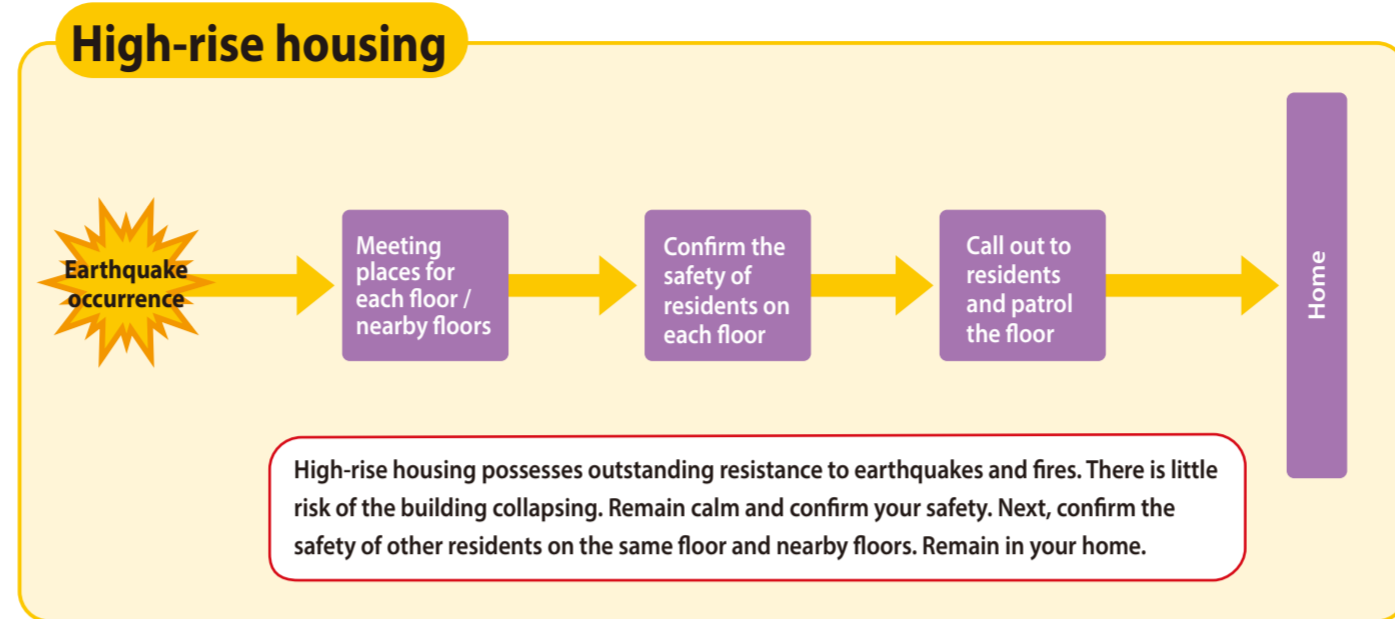 High-rise housing
Earthquake
occurrence
Meeting
places for
each floor /
nearby floors
Confirm the
safety of
residents on
each floor
Call out to
residents
and patrol
the floor
Home
High-rise housing possesses outstanding resistance to earthquakes and fires. There is little
risk of the building collapsing. Remain calm and confirm your safety. Next, confirm the
safety of other residents on the same floor and nearby floors. Remain in your home.